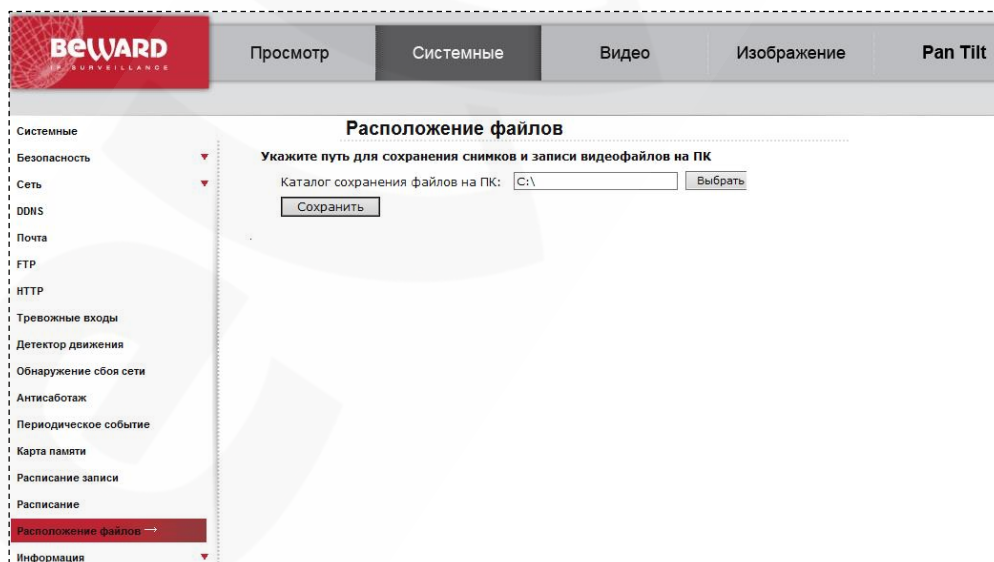 BEWARD
IP SURVEILLANCE
Просмотр
Системные
Видео
Изображение
Pan Tilt
Системные
Безопасность
Сеть
DDNS
Почта
FTP
HTTP
Тревожные входы
Детектор движения
Обнаружение сбоя сети
Антисаботаж
Периодическое событие
Карта памяти
Расписание записи
Расписание
Расположение файлов →
Информация
Расположение файлов
Укажите путь для сохранения снимков и записи видеофайлов на ПК
Каталог сохранения файлов на ПК: C:\ Выбрать
Сохранить